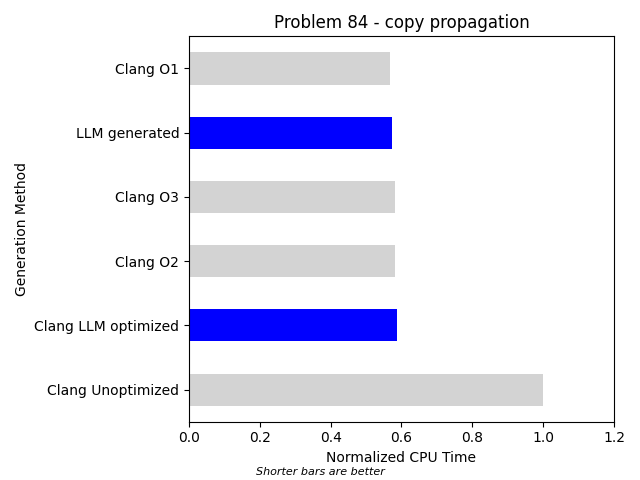 Problem 84 - copy propagation
Clang O1
LLM generated
Clang O3
Clang O2
Clang LLM optimized
Clang Unoptimized
Generation Method
0.0 0.2 0.4 0.6 0.8 1.0 1.2
Normalized CPU Time
Shorter bars are better